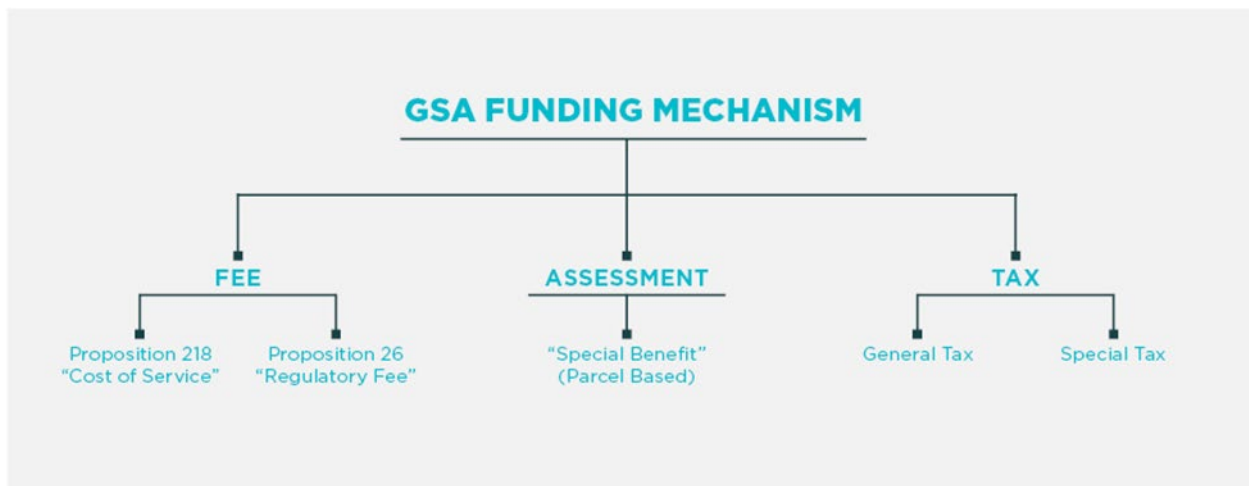 GSA FUNDING MECHANISM
FEE
ASSESSMENT
TAX
Proposition 218
“Cost of Service”
Proposition 26
“Regulatory Fee”
“Special Benefit”
(Parcel Based)
General Tax
Special Tax